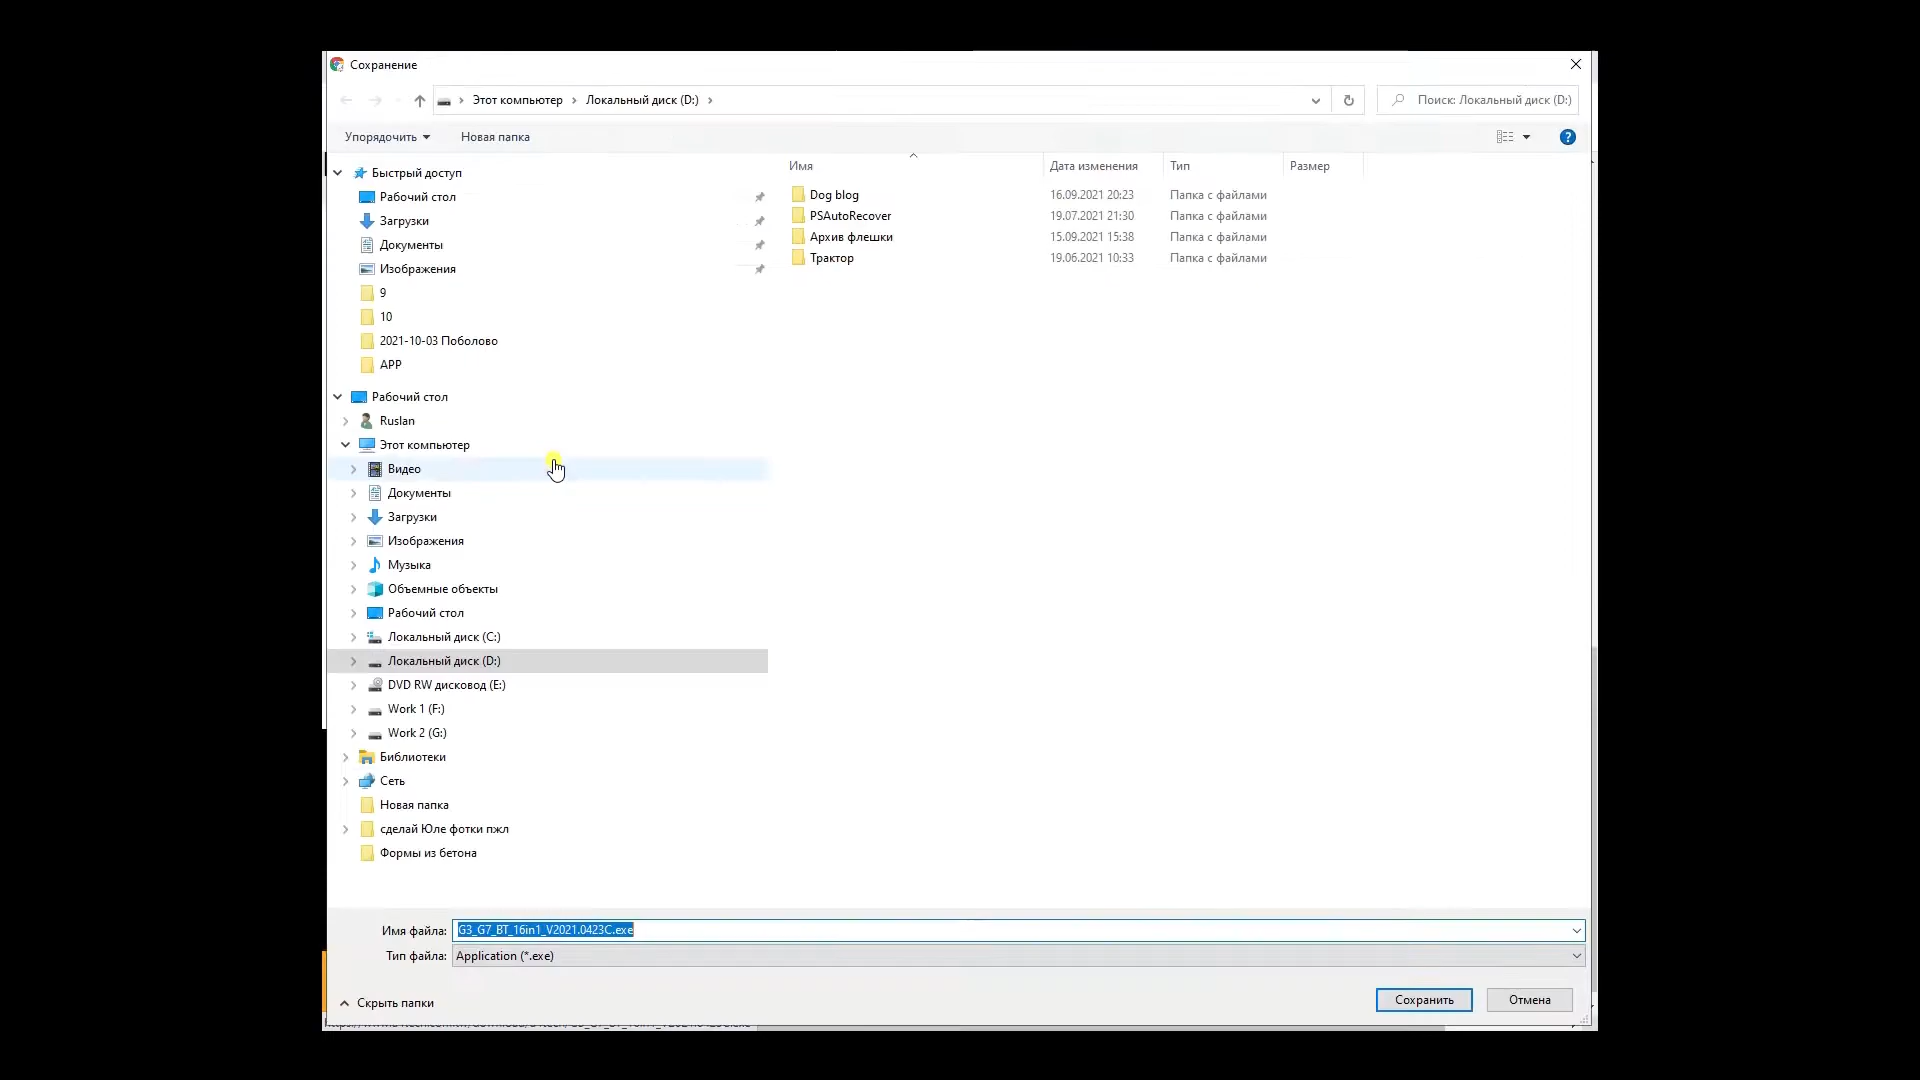 Сохранение
Этот компьютер › Локальный диск (D:) ›
Поиск: Локальный диск (D:)
Упорядочить
Новая папка
Быстрый доступ
Рабочий стол
Загрузки
Документы
Изображения
9
10
2021-10-03 Поболово
APP
Рабочий стол
Ruslan
Этот компьютер
Видео
Документы
Загрузки
Изображения
Музыка
Объемные объекты
Рабочий стол
Локальный диск (C:)
Локальный диск (D:)
DVD RW дисковод (E:)
Work 1 (F:)
Work 2 (G:)
Библиотеки
Сеть
Новая папка
сделай Юле фотки пжл
Формы из бетона
Имя Дата изменения Тип Размер
Dog blog 16.09.2021 20:23 Папка с файлами
PSAutoRecover 19.07.2021 21:30 Папка с файлами
Архив флешки 15.09.2021 15:38 Папка с файлами
Трактор 19.06.2021 10:33 Папка с файлами
Имя файла: G3_G7_BT_16in1_V2021.0423C.exe
Тип файла: Application (*.exe)
Скрыть папки
Сохранить
Отмена